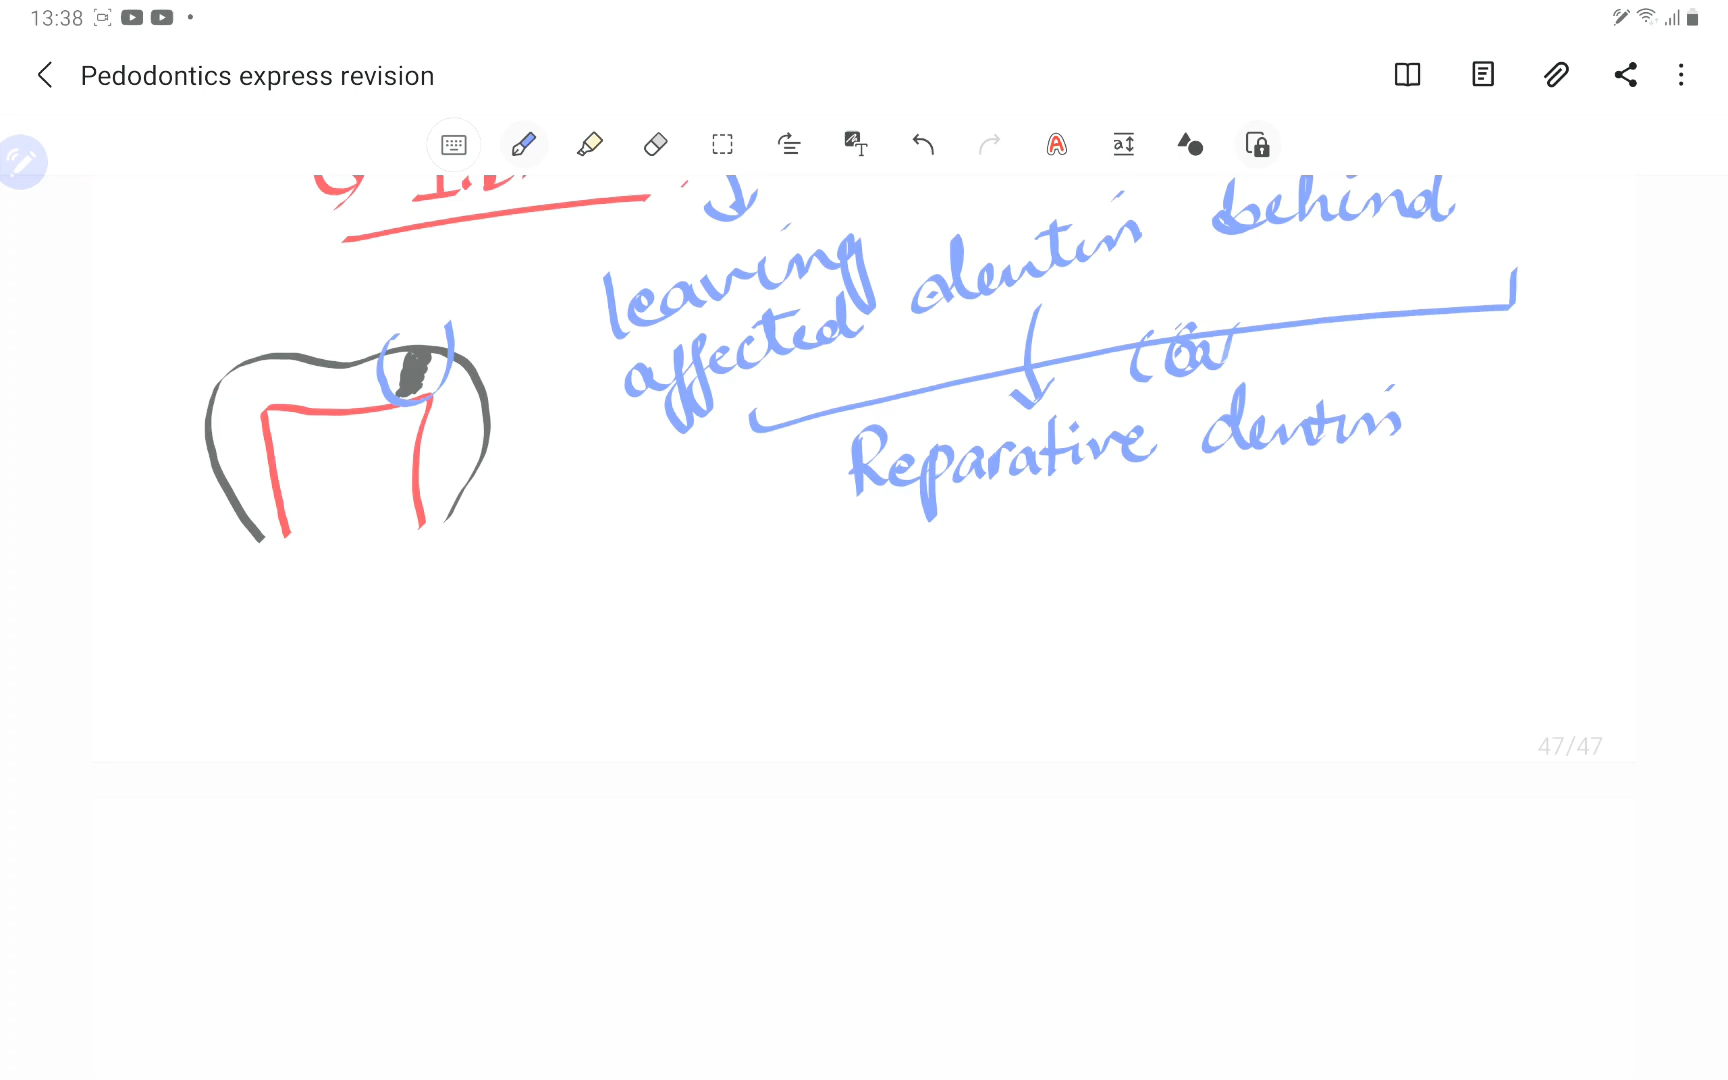 13:38
Pedodontics express revision
leaving
affected dentin behind
Reparative dentin
47/47